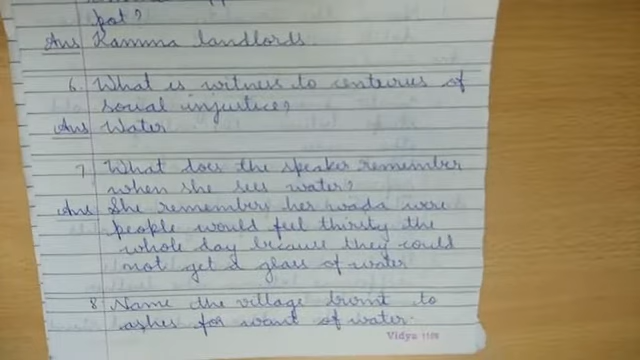 pot?
Ans Kamma landlords.
6. What is witness to centuries of
social injustice?
Ans Water
7. What does the speaker remember
when she sees water?
Ans She remember her wada were
people would feel thirsty the
whole day because they could
not get a glass of water
8 Name the village burnt to
ashes for want of water.
Vidya